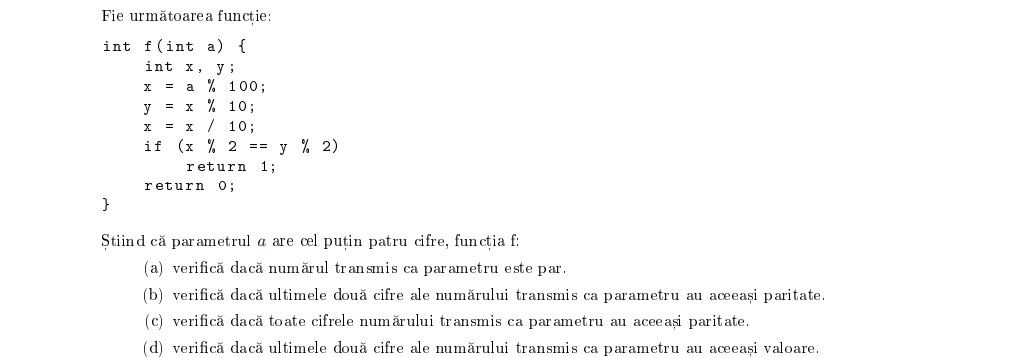 Fie următoarea funcție:
int f(int a) {
    int x, y;
    x = a % 100;
    y = x % 10;
    x = x / 10;
    if (x % 2 == y % 2)
        return 1;
    return 0;
}
Știind că parametrul a are cel puțin patru cifre, funcția f:
(a) verifică dacă numărul transmis ca parametru este par.
(b) verifică dacă ultimele două cifre ale numărului transmis ca parametru au aceeași paritate.
(c) verifică dacă toate cifrele numărului transmis ca parametru au aceeași paritate.
(d) verifică dacă ultimele două cifre ale numărului transmis ca parametru au aceeași valoare.